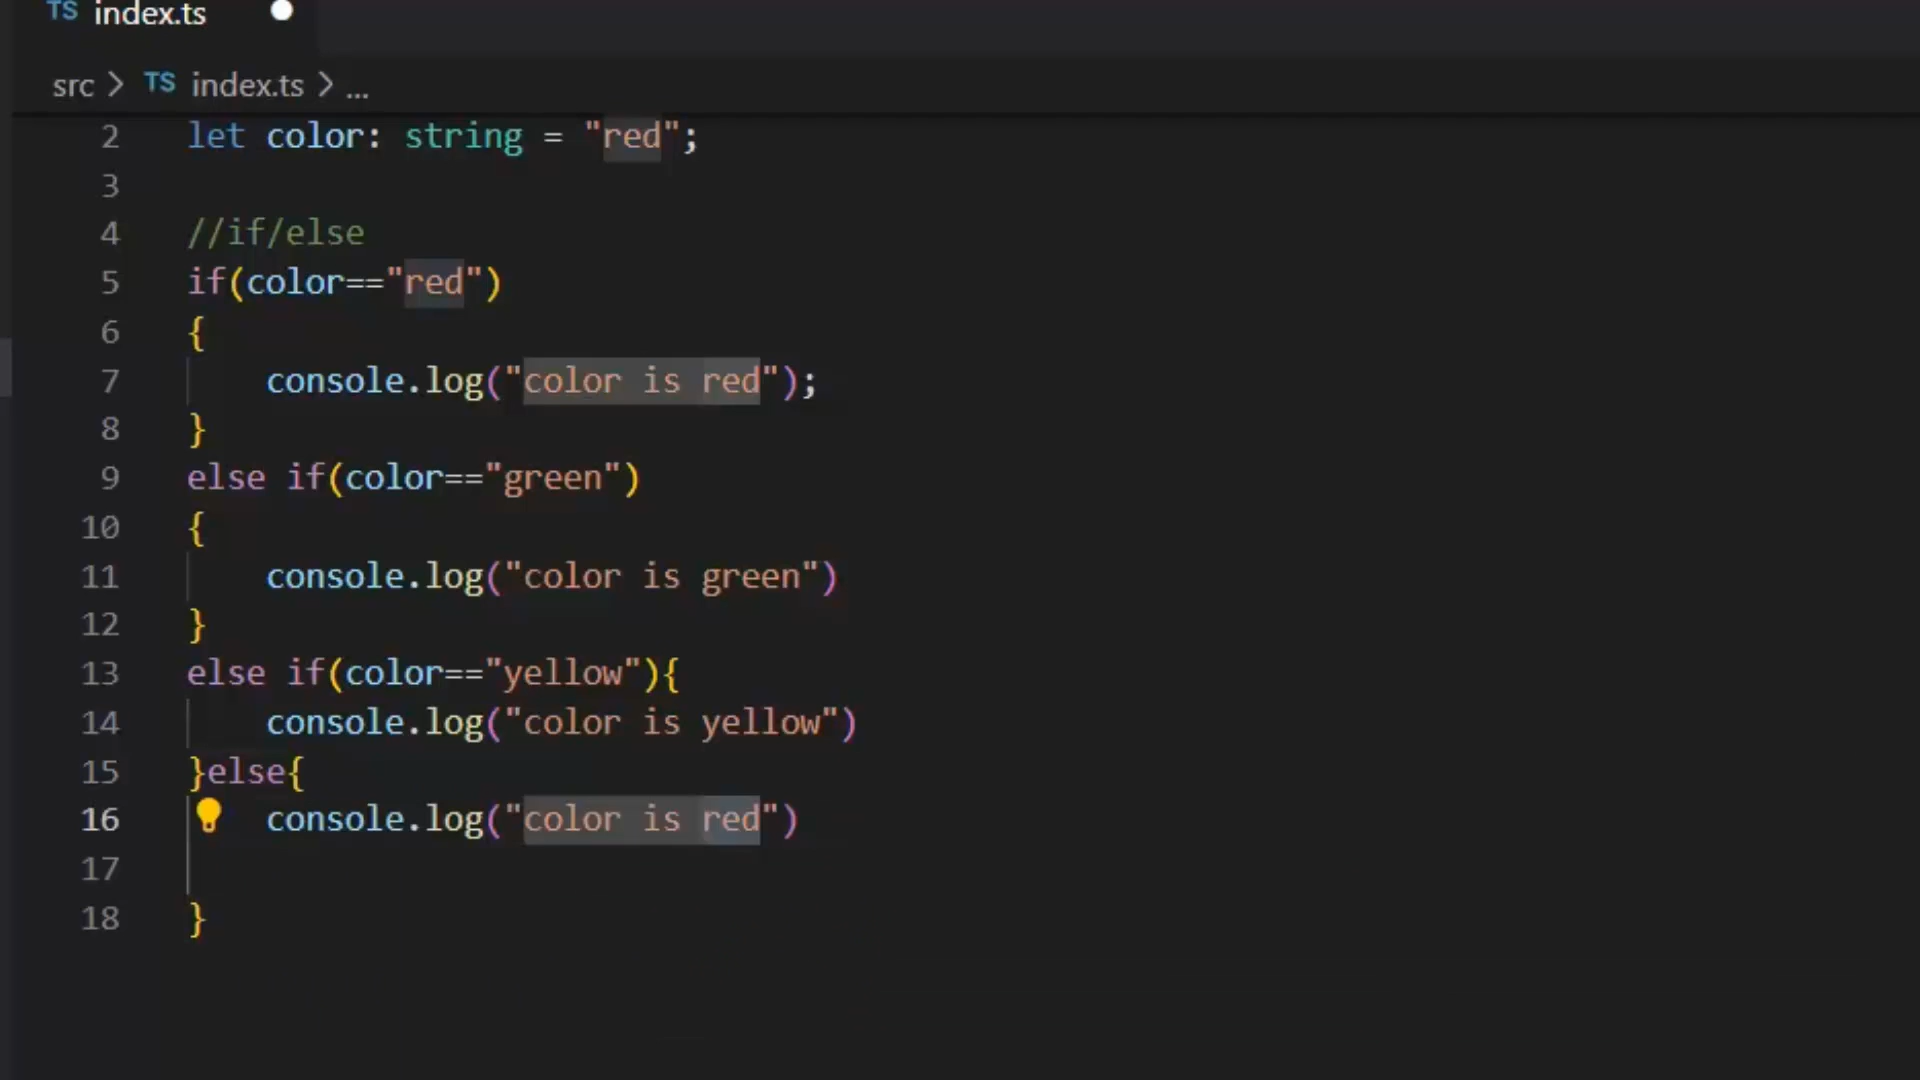 TS index.ts
src > TS index.ts > ...
2 let color: string = "red";
3
4 //if/else
5 if(color=="red")
6 {
7 console.log("color is red");
8 }
9 else if(color=="green")
10 {
11 console.log("color is green")
12 }
13 else if(color=="yellow"){
14 console.log("color is yellow")
15 }else{
16 console.log("color is red")
17
18 }